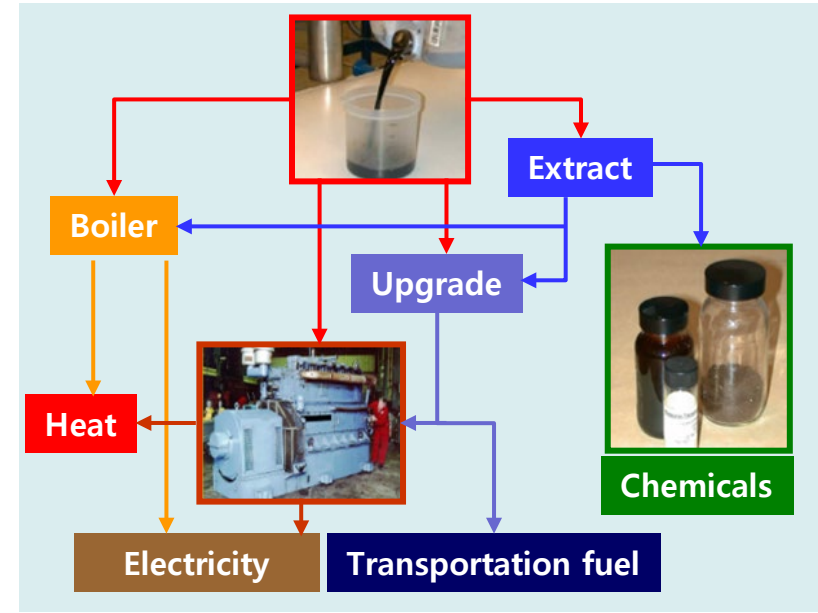 Extract
Boiler
Upgrade
Heat
Chemicals
Electricity
Transportation fuel